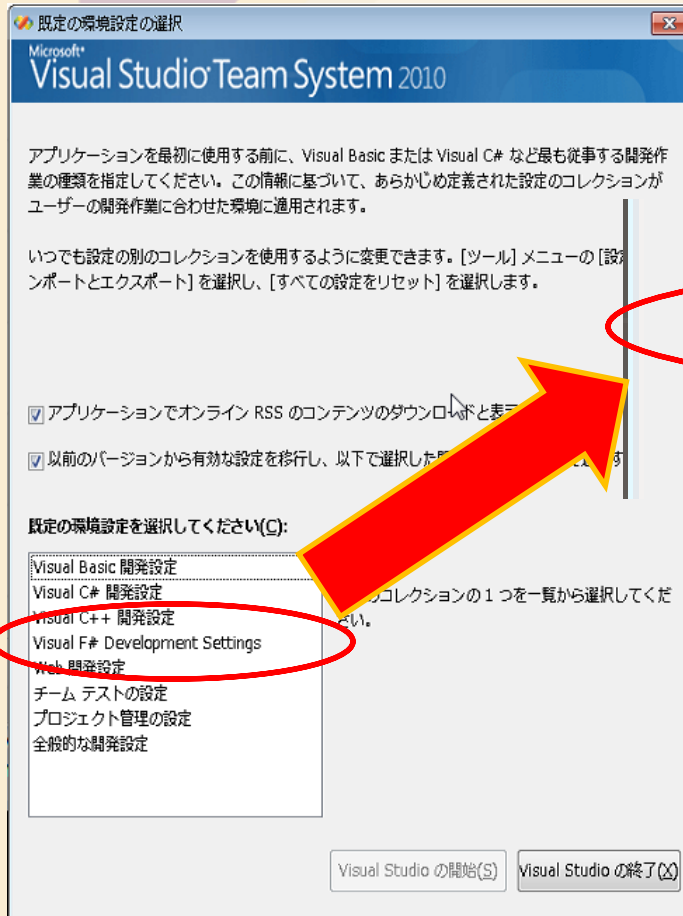 既定の環境設定の選択
Microsoft
Visual Studio Team System 2010
アプリケーションを最初に使用する前に、Visual Basic または Visual C# など最も従事する開発作
業の種類を指定してください。この情報に基づいて、あらかじめ定義された設定のコレクションが
ユーザーの開発作業に合わせた環境に適用されます。
いつでも設定の別のコレクションを使用するように変更できます。[ツール] メニューの [設
ンポートとエクスポート] を選択し、[すべての設定をリセット] を選択します。
アプリケーションでオンライン RSS のコンテンツのダウンロードと表
以前のバージョンから有効な設定を移行し、以下で選択した
既定の環境設定を選択してください(C):
Visual Basic 開発設定
Visual C# 開発設定
Visual C++ 開発設定
Visual F# Development Settings
Web 開発設定
チーム テストの設定
プロジェクト管理の設定
全般的な開発設定
コレクションの 1 つを一覧から選択してくだ
さい。
Visual Studio の開始(S)
Visual Studio の終了(X)